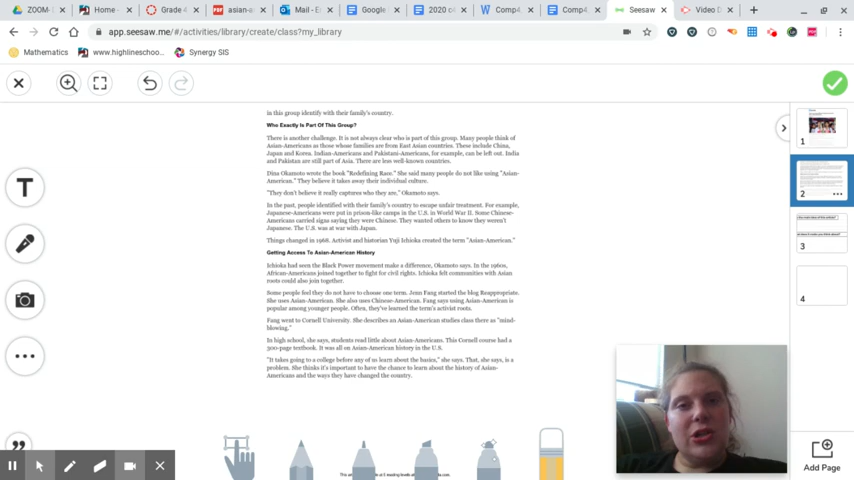 ZOOM-
Home -
Grade 4
asian-a
Mail - E
Google
2020 p
Comp4
Comp4
Seesaw
Video D
app.seesaw.me/#/activities/library/create/class?my_library
Mathematics
www.highlineschoo...
Synergy SIS
in this group identify with their family's country.
Who Exactly Is Part Of This Group?
There is another challenge. It is not always clear who is part of this group. Many people think of
Asian-Americans as those whose families are from East Asian countries. These include China,
Japan and Korea. Indian-Americans and Pakistani-Americans, for example, can be left out. India
and Pakistan are still part of Asia. There are less well-known countries.
Dina Okamoto wrote the book "Redefining Race." She said many people do not like using "Asian-
American." They believe it takes away their individual culture.
"They don't believe it really captures who they are," Okamoto says.
In the past, people identified with their family's country to escape unfair treatment. For example,
Japanese-Americans were put in prison-like camps in the U.S. in World War II. Some Chinese-
Americans carried signs saying they were Chinese. They wanted others to know they weren't
Japanese. The U.S. was at war with Japan.
Things changed in 1968. Activist and historian Yuji Ichioka created the term "Asian-American."
Getting Access To Asian-American History
Ichioka had seen the Black Power movement make a difference, Okamoto says. In the 1960s,
African-Americans joined together to fight for civil rights. Ichioka felt communities with Asian
roots could also join together.
Some people feel they do not have to choose one term. Jenn Fang started the blog Reappropriate.
She uses Asian-American. She also uses Chinese-American. Fang says using Asian-American is
popular among younger people. Often, they've learned the term's activist roots.
Fang went to Cornell University. She describes an Asian-American studies class there as "mind-
blowing."
In high school, she says, students read little about Asian-Americans. This Cornell course had a
300-page textbook. It was all on Asian-American history in the U.S.
"It takes going to a college before any of us learn about the basics," she says. That, she says, is a
problem. She thinks it's important to have the chance to learn about the history of Asian-
Americans and the ways they have changed the country.
T
1
2
3
4
Add Page